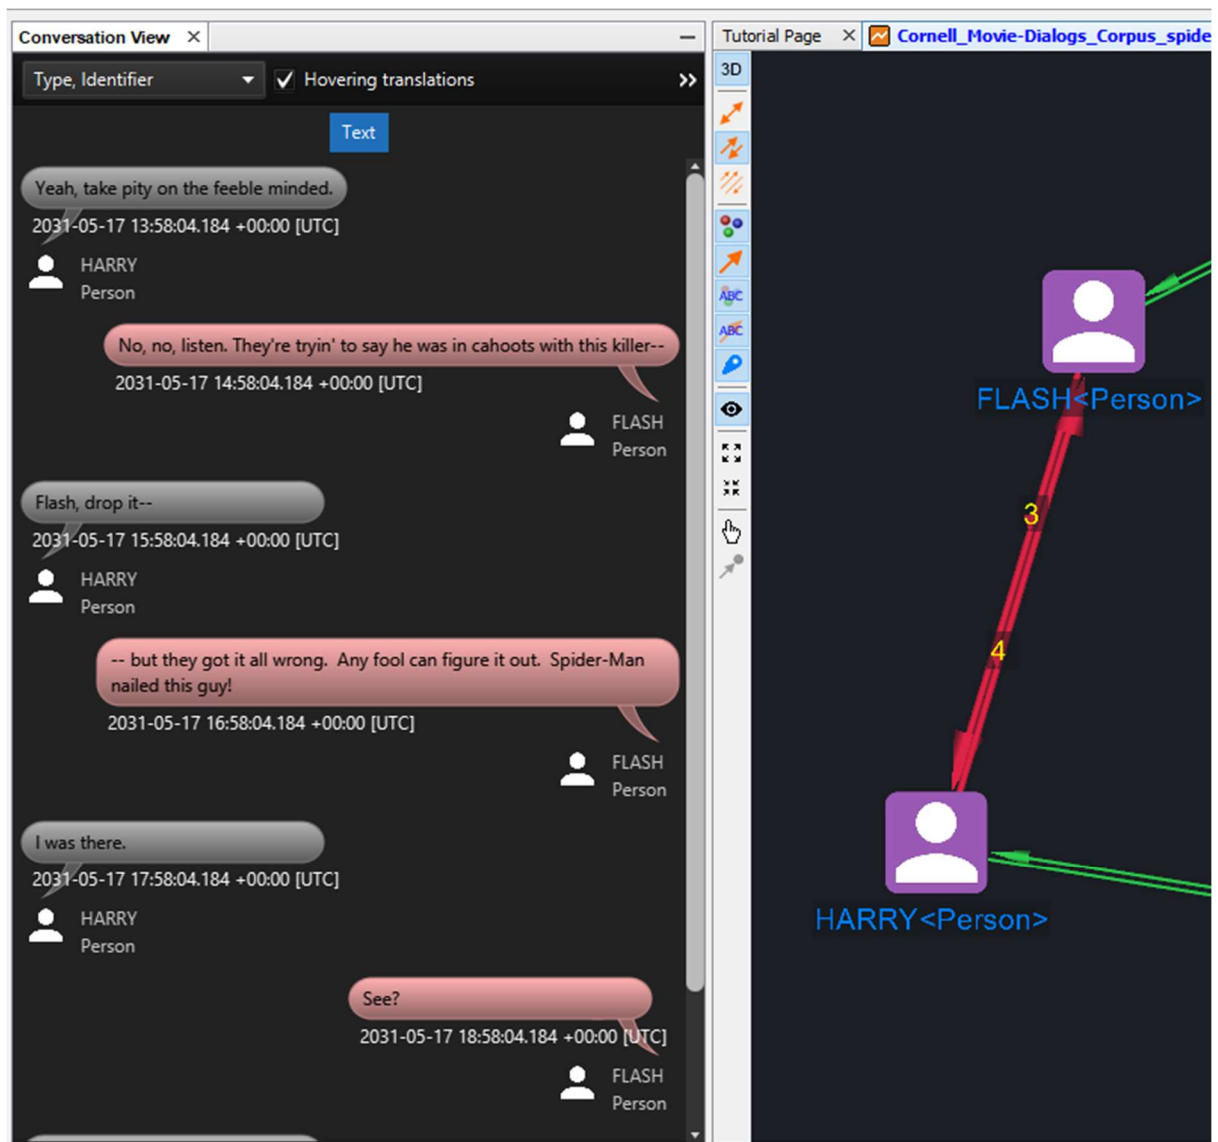 Conversation View
Type, Identifier
Hovering translations
Text
Yeah, take pity on the feeble minded.
2031-05-17 13:58:04.184 +00:00 [UTC]
HARRY
Person
No, no, listen. They're tryin' to say he was in cahoots with this killer--
2031-05-17 14:58:04.184 +00:00 [UTC]
FLASH
Person
Flash, drop it--
2031-05-17 15:58:04.184 +00:00 [UTC]
HARRY
Person
-- but they got it all wrong.  Any fool can figure it out.  Spider-Man
nailed this guy!
2031-05-17 16:58:04.184 +00:00 [UTC]
FLASH
Person
I was there.
2031-05-17 17:58:04.184 +00:00 [UTC]
HARRY
Person
See?
2031-05-17 18:58:04.184 +00:00 [UTC]
FLASH
Person
Tutorial Page
Cornell_Movie-Dialogs_Corpus_spide
3D
ABC
ABC
FLASH<Person>
3
4
HARRY<Person>